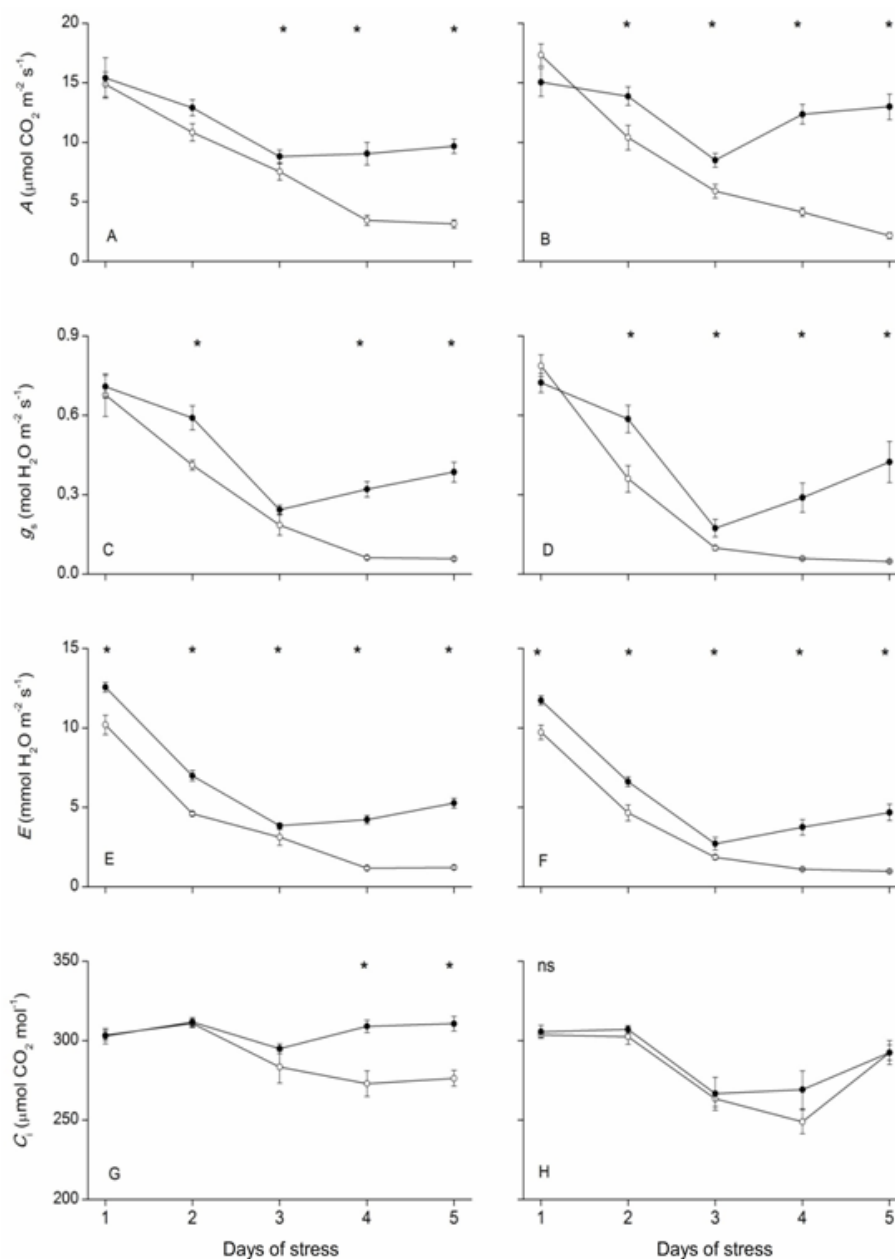 20
15
10
5
0
A (μmol CO₂ m⁻² s⁻¹)
* * *
A
* * * *
B
0.9
0.6
0.3
0.0
gₛ (mol H₂O m⁻² s⁻¹)
* * *
C
* * * *
D
15
10
5
0
E (mmol H₂O m⁻² s⁻¹)
* * * * *
E
* * * * *
F
350
300
250
200
Cᵢ (μmol CO₂ mol⁻¹)
* *
G
ns
H
1 2 3 4 5
Days of stress
1 2 3 4 5
Days of stress